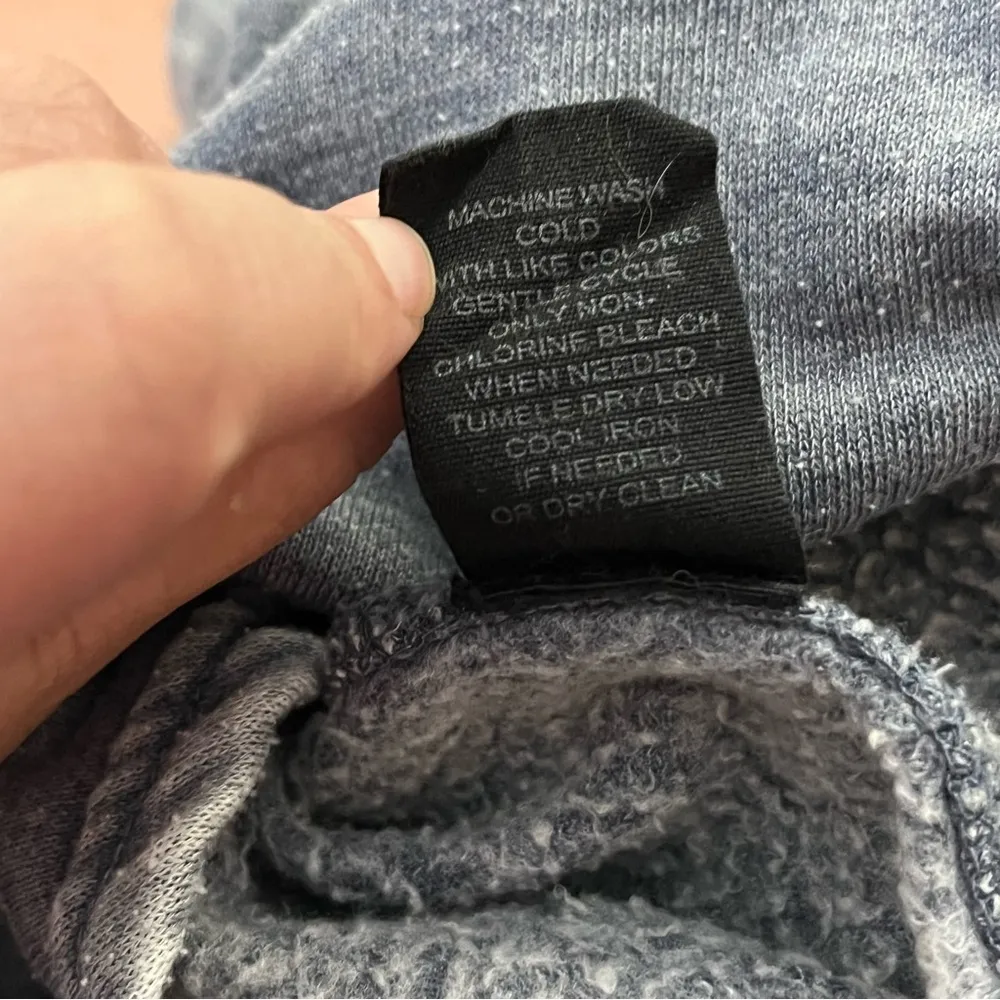 MACHINE WASH
COLD
WITH LIKE COLORS
GENTLE CYCLE
ONLY NON-
CHLORINE BLEACH
WHEN NEEDED
TUMBLE DRY LOW
COOL IRON
IF NEEDED
OR DRY CLEAN